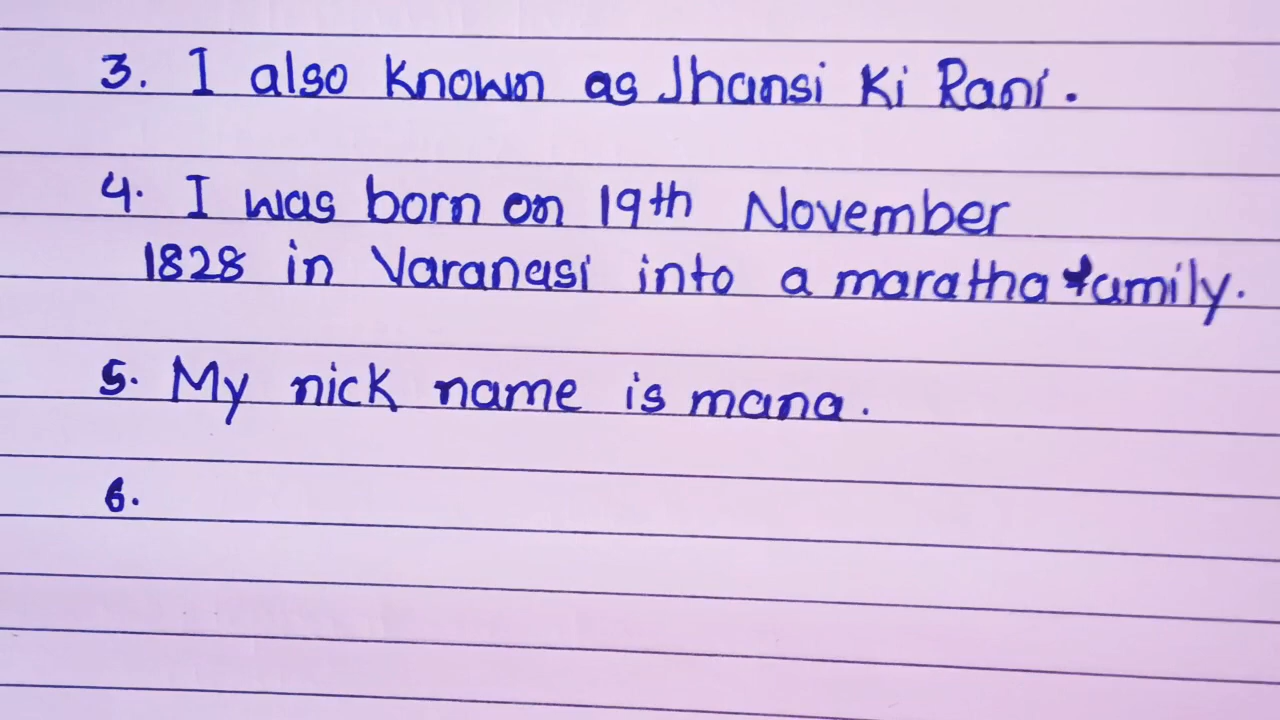 3. I also known as Jhansi Ki Rani.
4. I was born on 19th November
1828 in Varanasi into a maratha family.
5. My nick name is mana.
6.